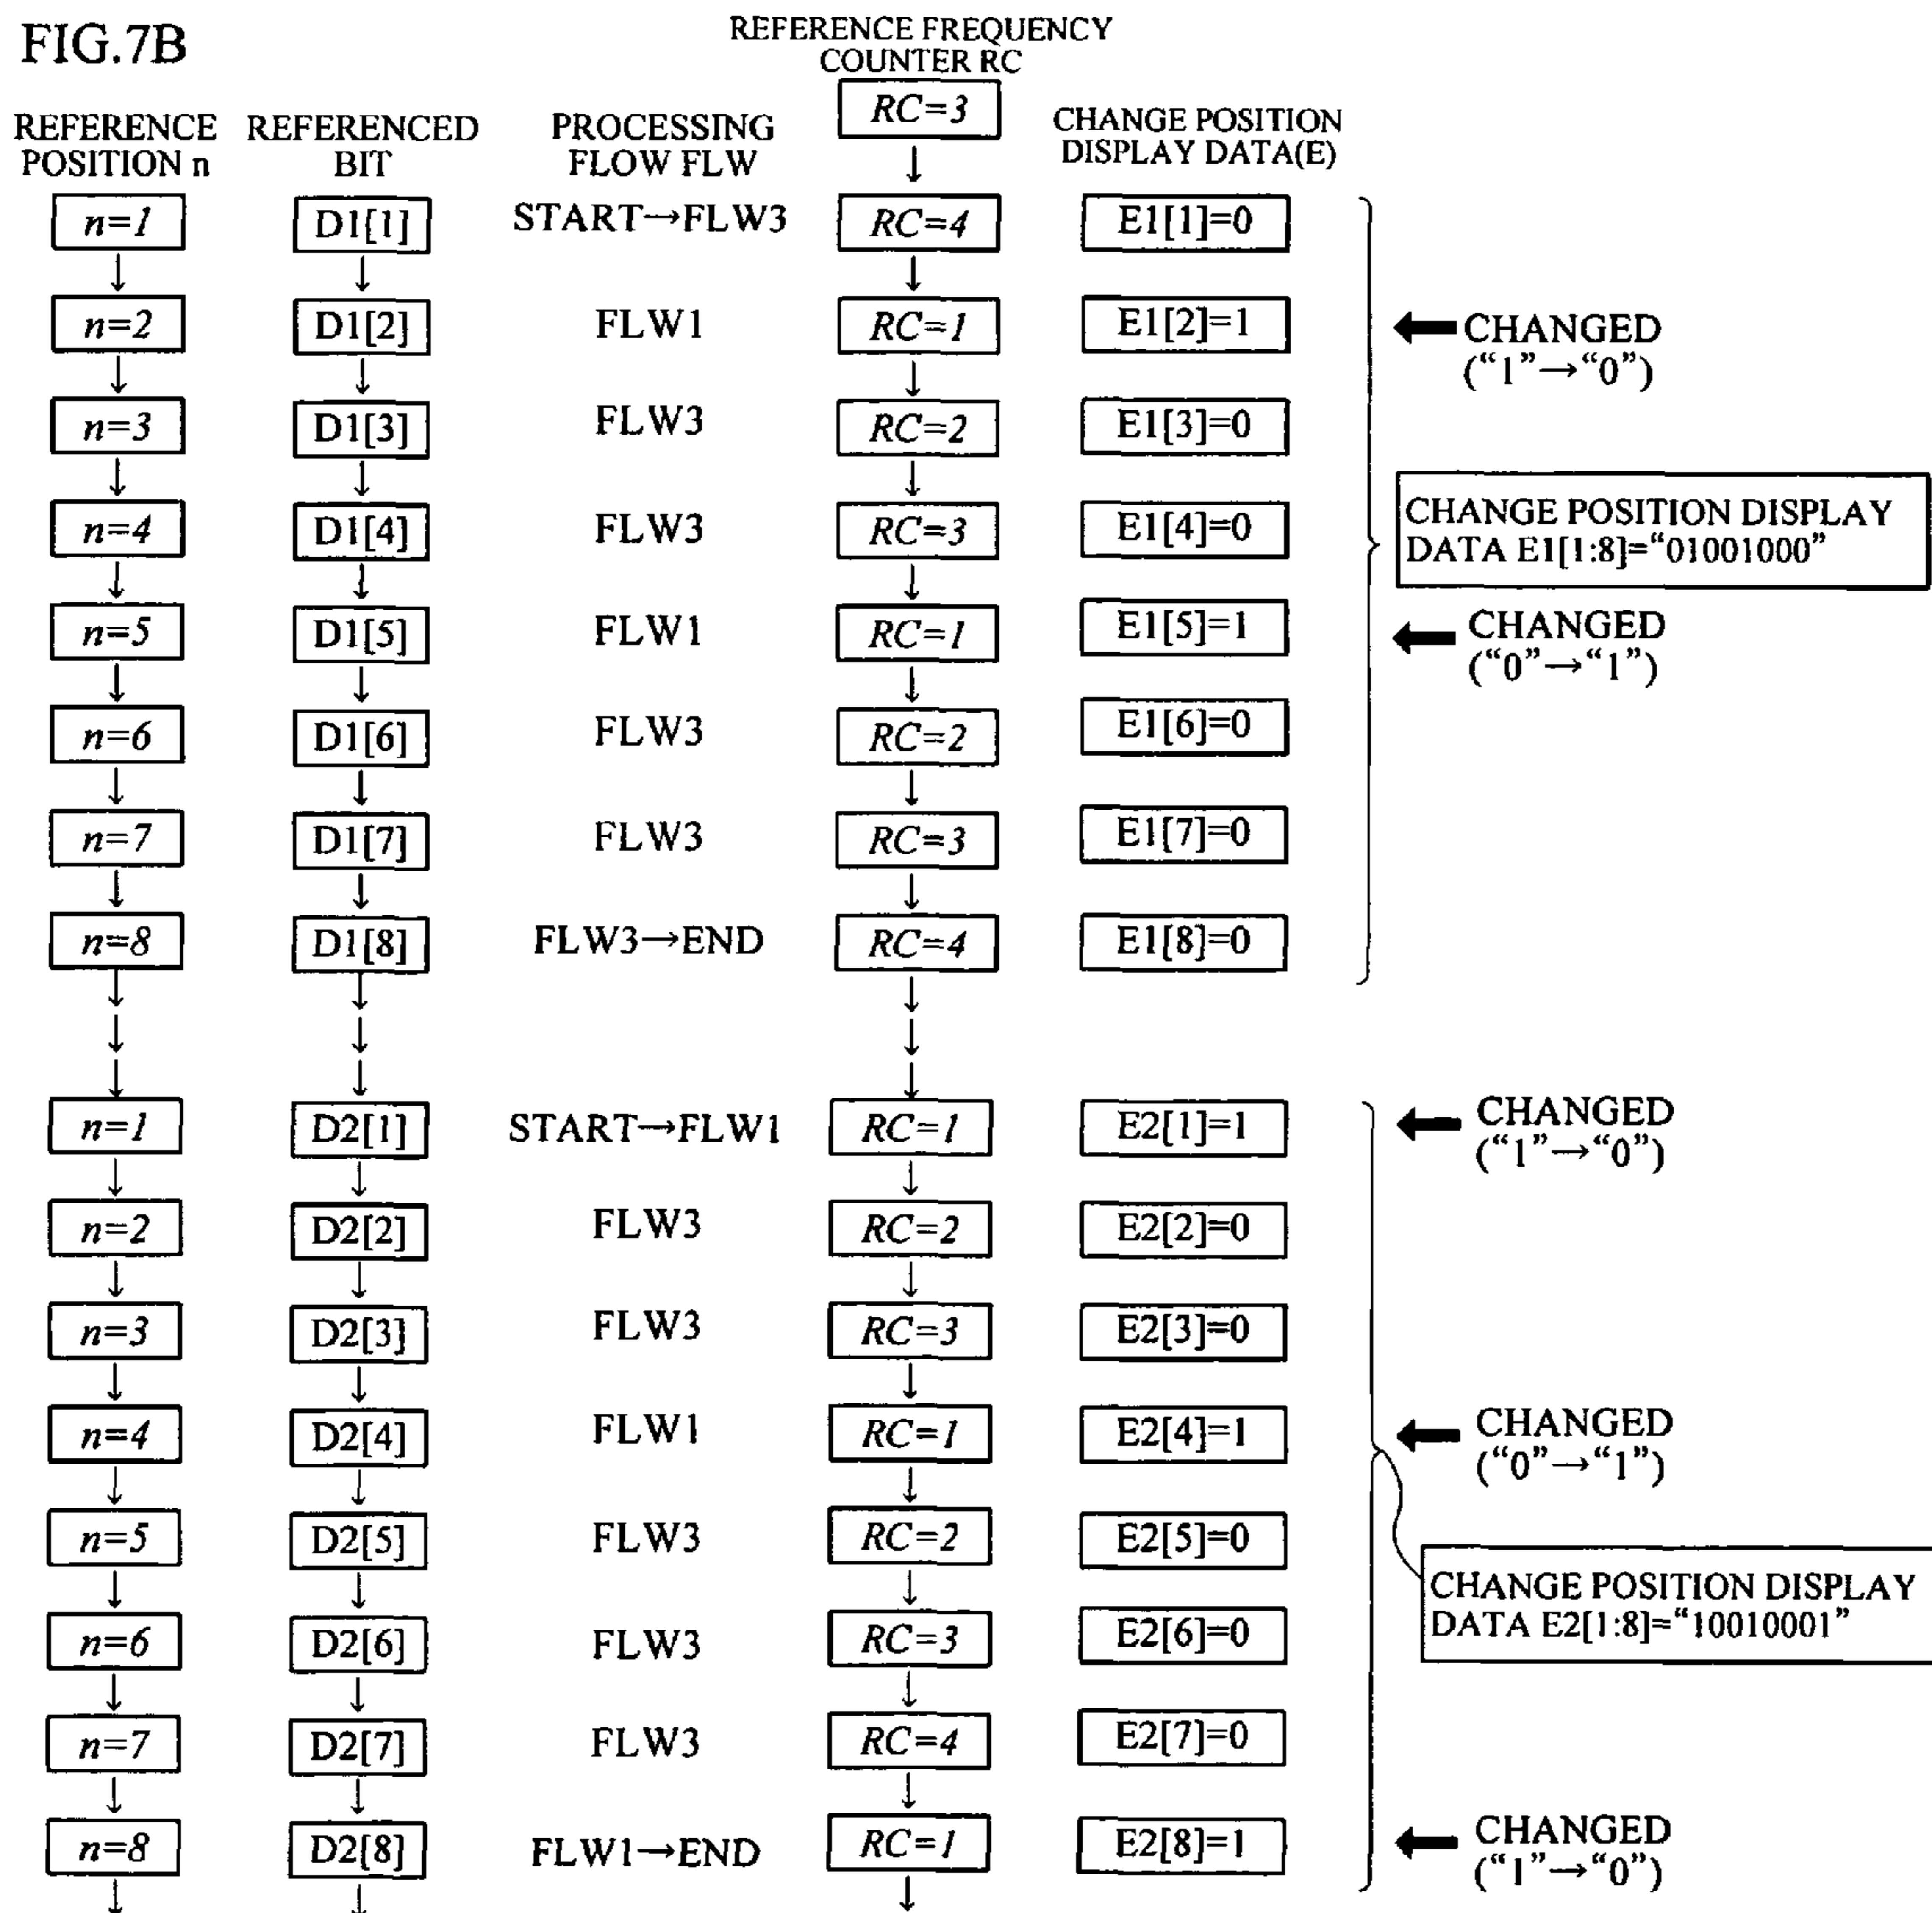 FIG.7B
REFERENCE FREQUENCY
COUNTER RC
RC=3
REFERENCE
POSITION n
REFERENCED
BIT
PROCESSING
FLOW FLW
CHANGE POSITION
DISPLAY DATA(E)
n=1 D1[1] START→FLW3 RC=4 E1[1]=0
n=2 D1[2] FLW1 RC=1 E1[2]=1 CHANGED
("1"→"0")
n=3 D1[3] FLW3 RC=2 E1[3]=0
n=4 D1[4] FLW3 RC=3 E1[4]=0
CHANGE POSITION DISPLAY
DATA E1[1:8]="01001000"
n=5 D1[5] FLW1 RC=1 E1[5]=1 CHANGED
("0"→"1")
n=6 D1[6] FLW3 RC=2 E1[6]=0
n=7 D1[7] FLW3 RC=3 E1[7]=0
n=8 D1[8] FLW3→END RC=4 E1[8]=0
n=1 D2[1] START→FLW1 RC=1 E2[1]=1 CHANGED
("1"→"0")
n=2 D2[2] FLW3 RC=2 E2[2]=0
n=3 D2[3] FLW3 RC=3 E2[3]=0
n=4 D2[4] FLW1 RC=1 E2[4]=1 CHANGED
("0"→"1")
n=5 D2[5] FLW3 RC=2 E2[5]=0
CHANGE POSITION DISPLAY
DATA E2[1:8]="10010001"
n=6 D2[6] FLW3 RC=3 E2[6]=0
n=7 D2[7] FLW3 RC=4 E2[7]=0
n=8 D2[8] FLW1→END RC=1 E2[8]=1 CHANGED
("1"→"0")